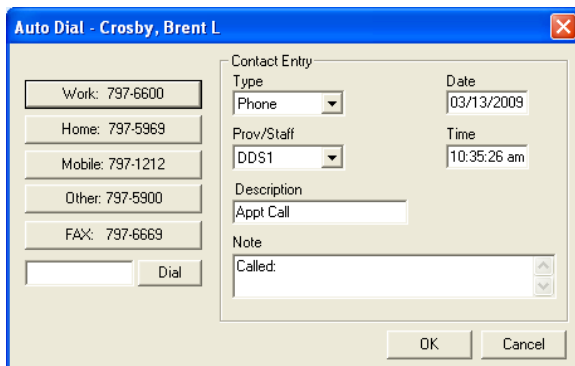 Auto Dial - Crosby, Brent L
Work: 797-6600
Home: 797-5969
Mobile: 797-1212
Other: 797-5900
FAX: 797-6669
Dial
Contact Entry
Type
Date
Phone
03/13/2009
Prov/Staff
Time
DDS1
10:35:26 am
Description
Appt Call
Note
Called:
OK
Cancel